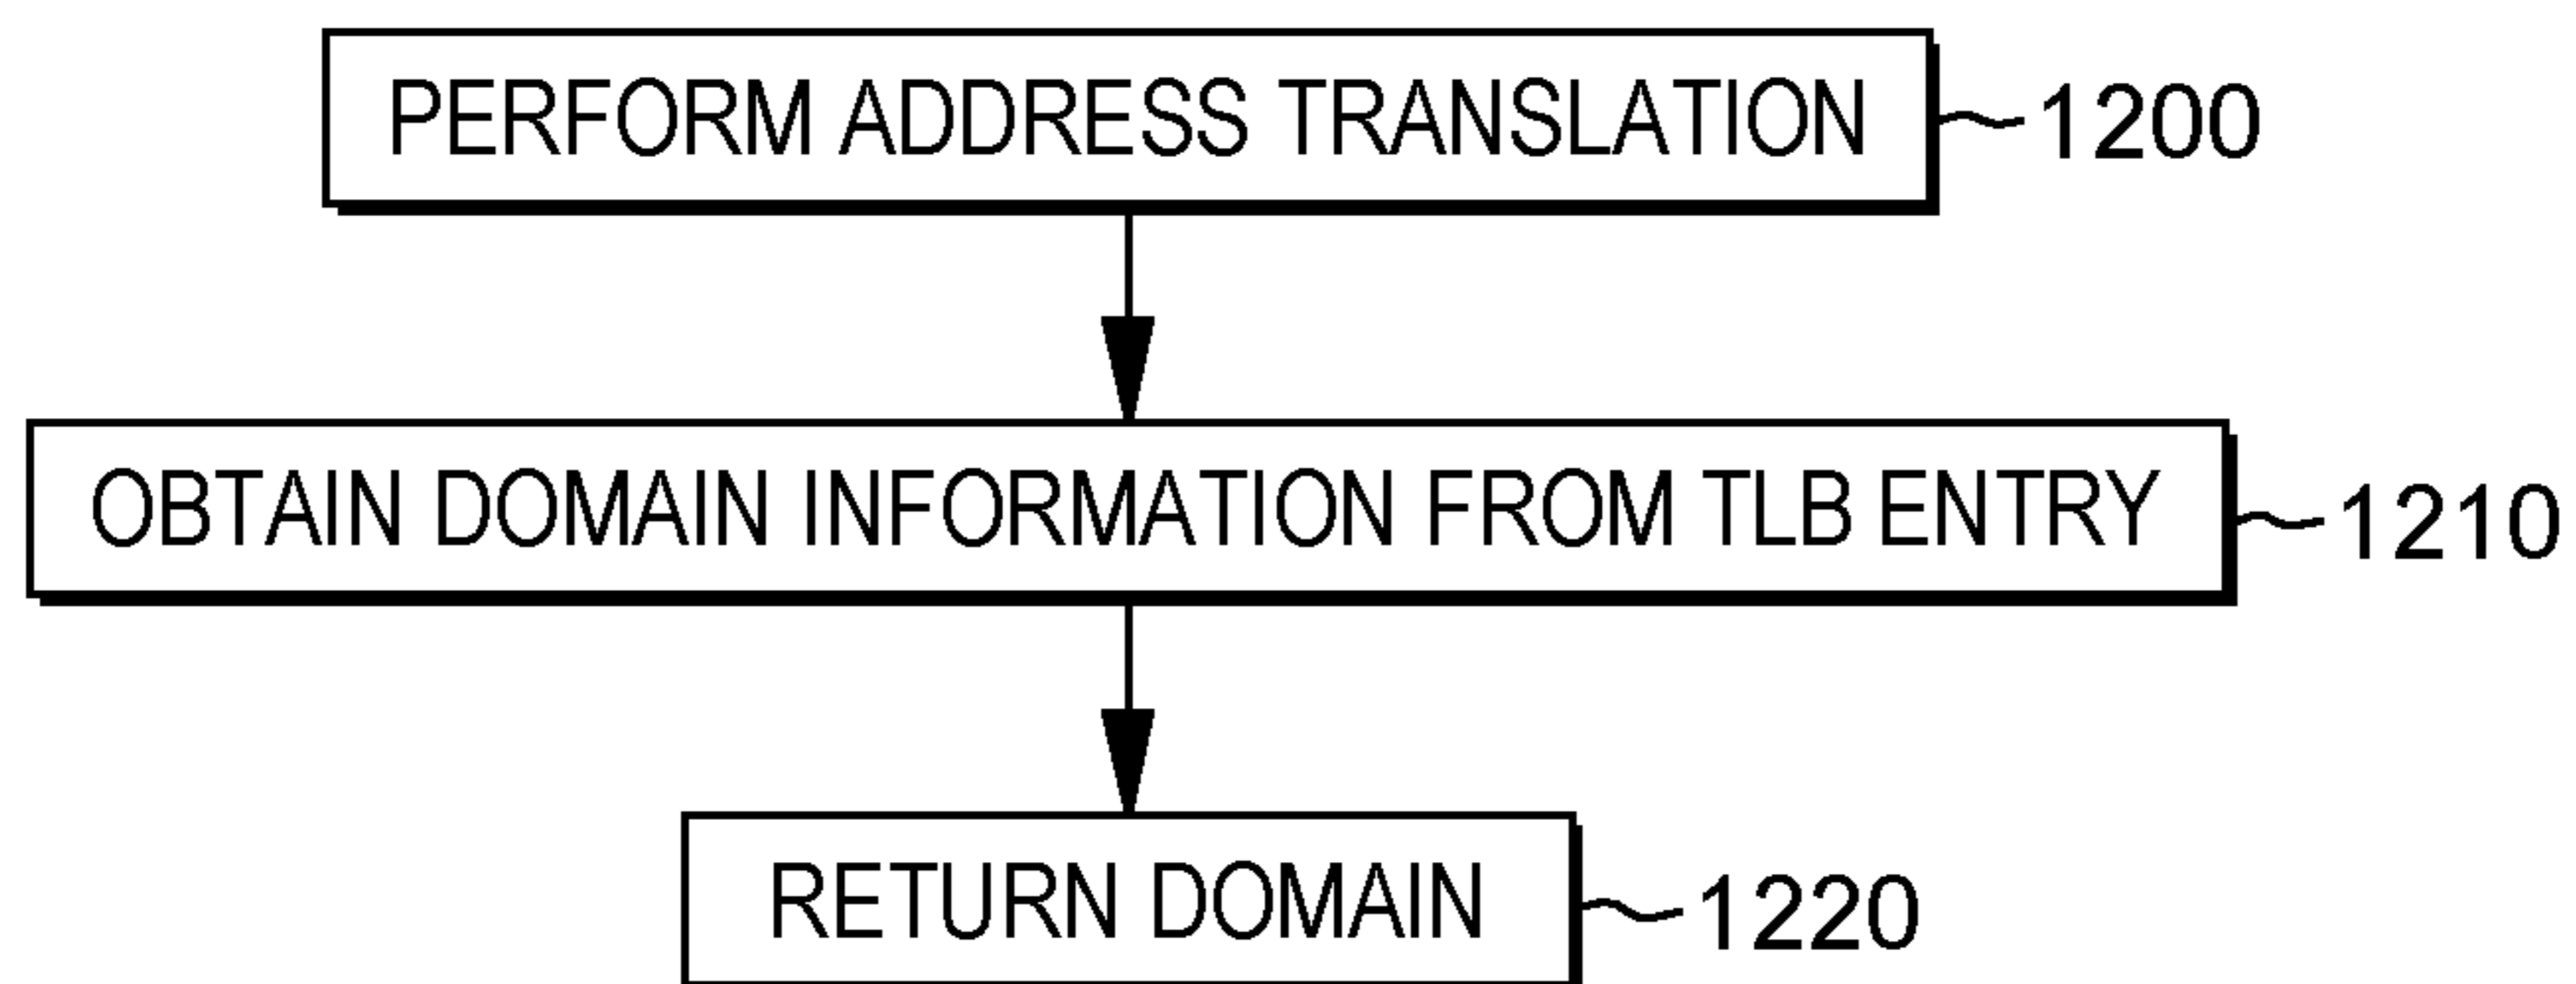 PERFORM ADDRESS TRANSLATION 1200
OBTAIN DOMAIN INFORMATION FROM TLB ENTRY 1210
RETURN DOMAIN 1220